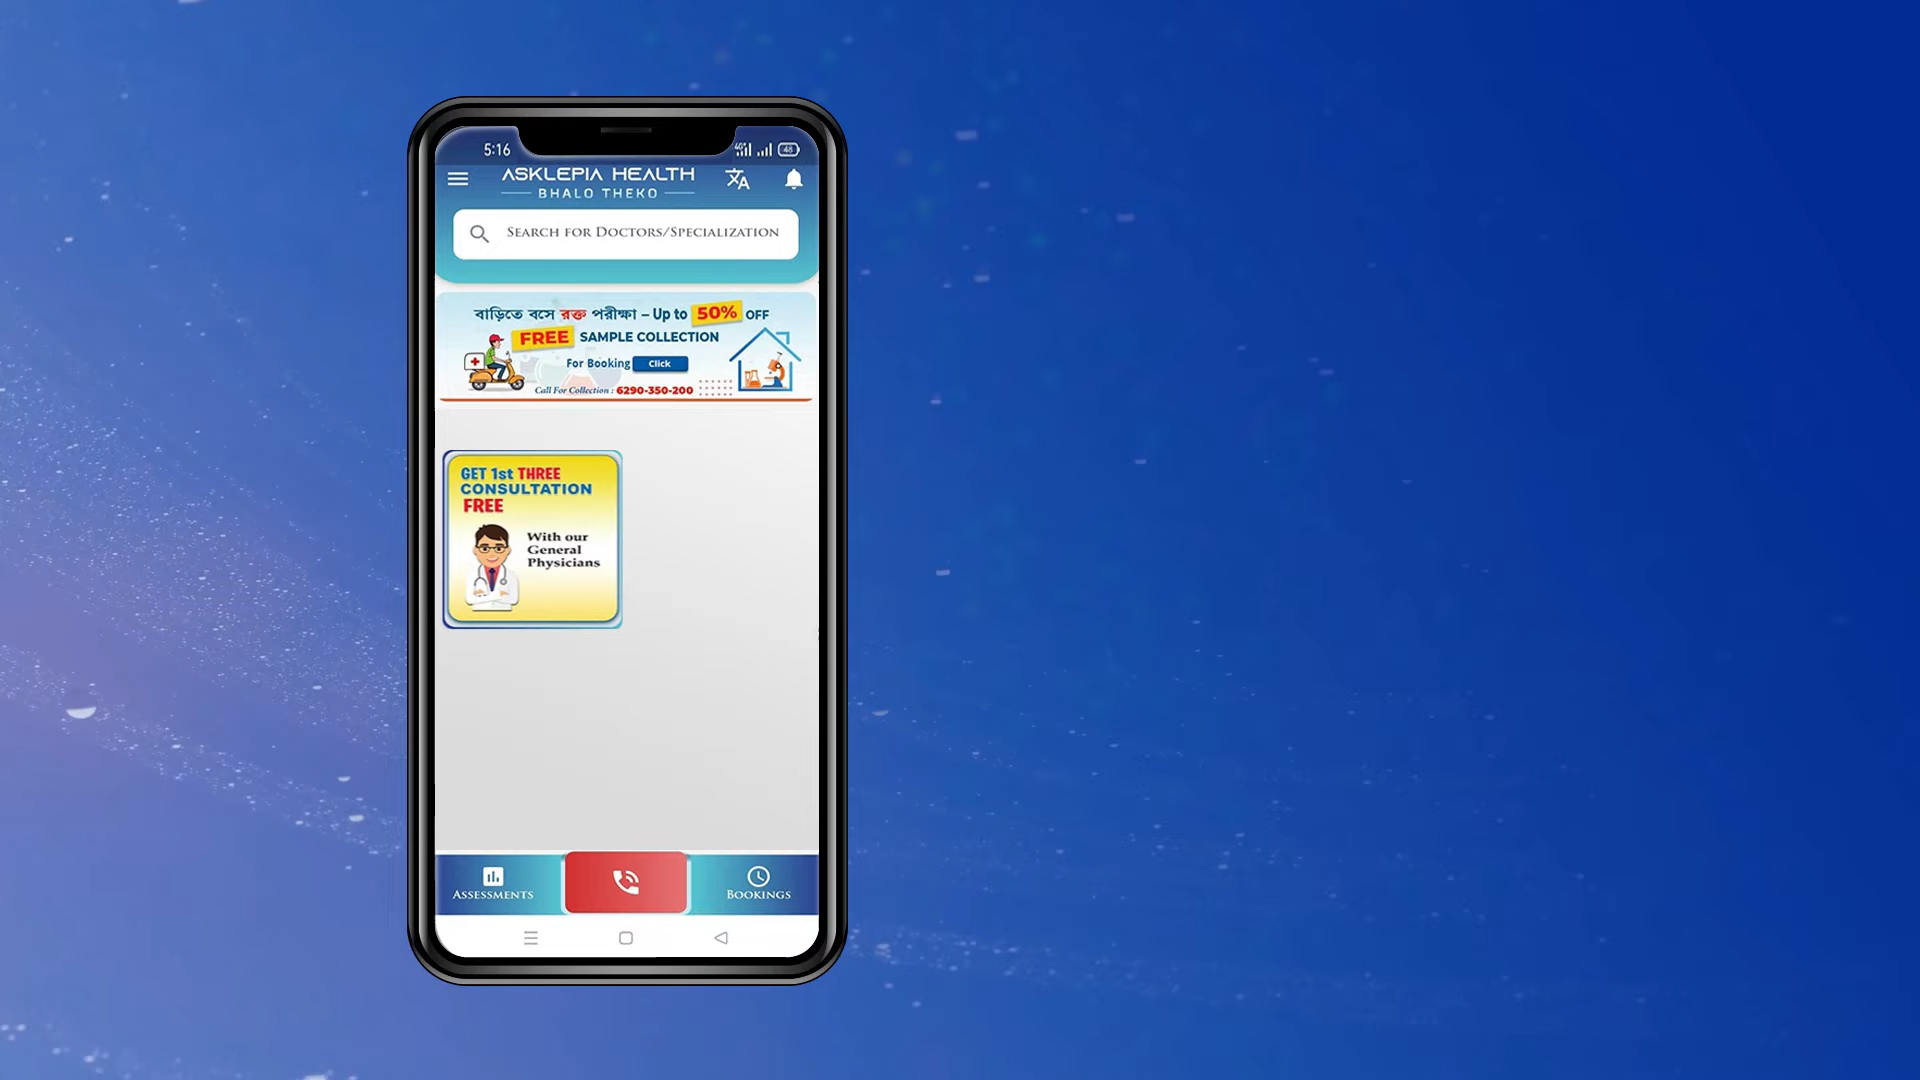 5:16
4G+
48
ASKLEPIA HEALTH
BHALO THEKO
SEARCH FOR DOCTORS/SPECIALIZATION
বাড়িতে বসে রক্ত পরীক্ষা – Up to 50% OFF
FREE SAMPLE COLLECTION
For Booking Click
Call For Collection : 6290-350-200
GET 1st THREE
CONSULTATION
FREE
With our
General
Physicians
ASSESSMENTS
BOOKINGS